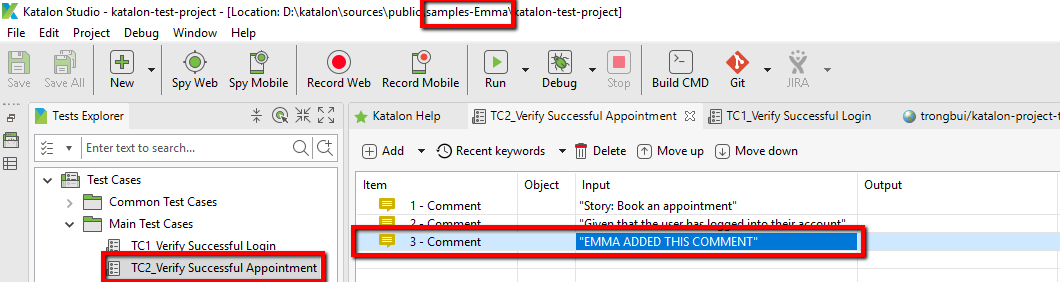 Katalon Studio - katalon-test-project - [Location: D:\katalon\sources\public\samples-Emma\katalon-test-project]
File Edit Project Debug Window Help
Save Save All New Spy Web Spy Mobile Record Web Record Mobile Run Debug Stop Build CMD Git JIRA
Tests Explorer
Katalon Help TC2_Verify Successful Appointment TC1_Verify Successful Login trongbui/katalon-project-t
Enter text to search...
Add Recent keywords Delete Move up Move down
Item Object Input Output
Test Cases
Common Test Cases
Main Test Cases
TC1_Verify Successful Login
TC2_Verify Successful Appointment
1 - Comment "Story: Book an appointment"
2 - Comment "Given that the user has logged into their account"
3 - Comment "EMMA ADDED THIS COMMENT"